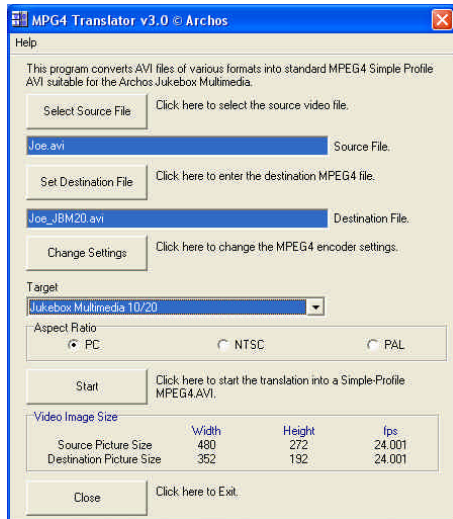 MPG4 Translator v3.0 © Archos
Help
This program converts AVI files of various formats into standard MPEG4 Simple Profile
AVI suitable for the Archos Jukebox Multimedia.
Select Source File Click here to select the source video file.
Joe.avi Source File.
Set Destination File Click here to enter the destination MPEG4 file.
Joe_JBM20.avi Destination File.
Change Settings Click here to change the MPEG4 encoder settings.
Target
Jukebox Multimedia 10/20
Aspect Ratio
PC NTSC PAL
Start Click here to start the translation into a Simple-Profile
MPEG4.AVI.
Video Image Size
Width Height fps
Source Picture Size 480 272 24.001
Destination Picture Size 352 192 24.001
Close Click here to Exit.